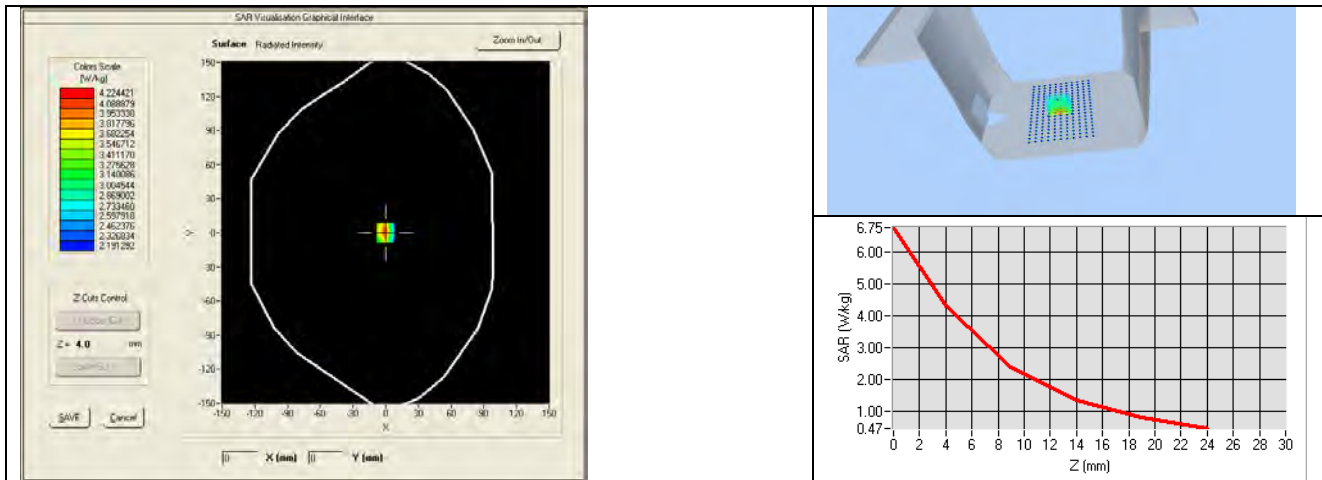 SAR Visualisation Graphical Interface
Surface Radiated Intensity
Zoom In/Out
Colors Scale
[W/kg]
4.224421
4.088879
3.953338
3.817796
3.682254
3.546712
3.411170
3.275628
3.140086
3.004544
2.869002
2.733460
2.597918
2.462376
2.326834
2.191292
150
120
90
60
30
0
-30
-60
-90
-120
-150
Y
-150 -120 -90 -60 -30 0 30 60 90 120 150
X
Z Cuts Control
Z = 4.0 mm
SAVE Cancel
0 X (mm) 0 Y (mm)
6.75
6.00
5.00
4.00
3.00
2.00
1.00
0.47
SAR (W/kg)
0 2 4 6 8 10 12 14 16 18 20 22 24 26 28 30
Z (mm)